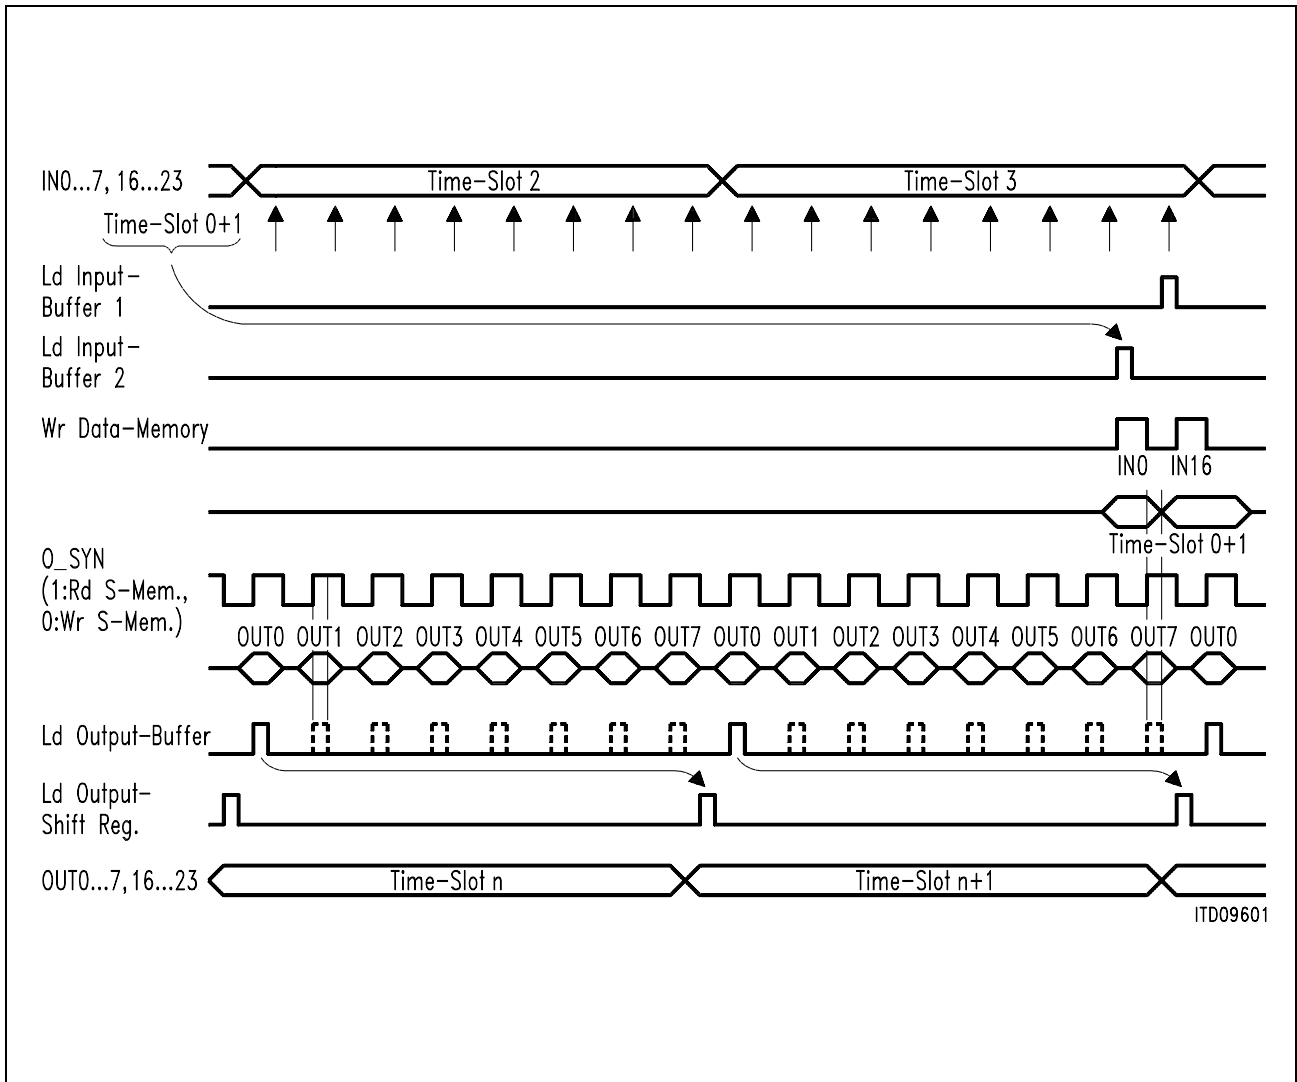 IN0...7, 16...23
Time-Slot 2
Time-Slot 3
Time-Slot 0+1
Ld Input-
Buffer 1
Ld Input-
Buffer 2
Wr Data-Memory
IN0 IN16
Time-Slot 0+1
O_SYN
(1:Rd S-Mem.,
0:Wr S-Mem.)
OUT0 OUT1 OUT2 OUT3 OUT4 OUT5 OUT6 OUT7 OUT0 OUT1 OUT2 OUT3 OUT4 OUT5 OUT6 OUT7 OUT0
Ld Output-Buffer
Ld Output-
Shift Reg.
OUT0...7,16...23
Time-Slot n
Time-Slot n+1
ITD09601